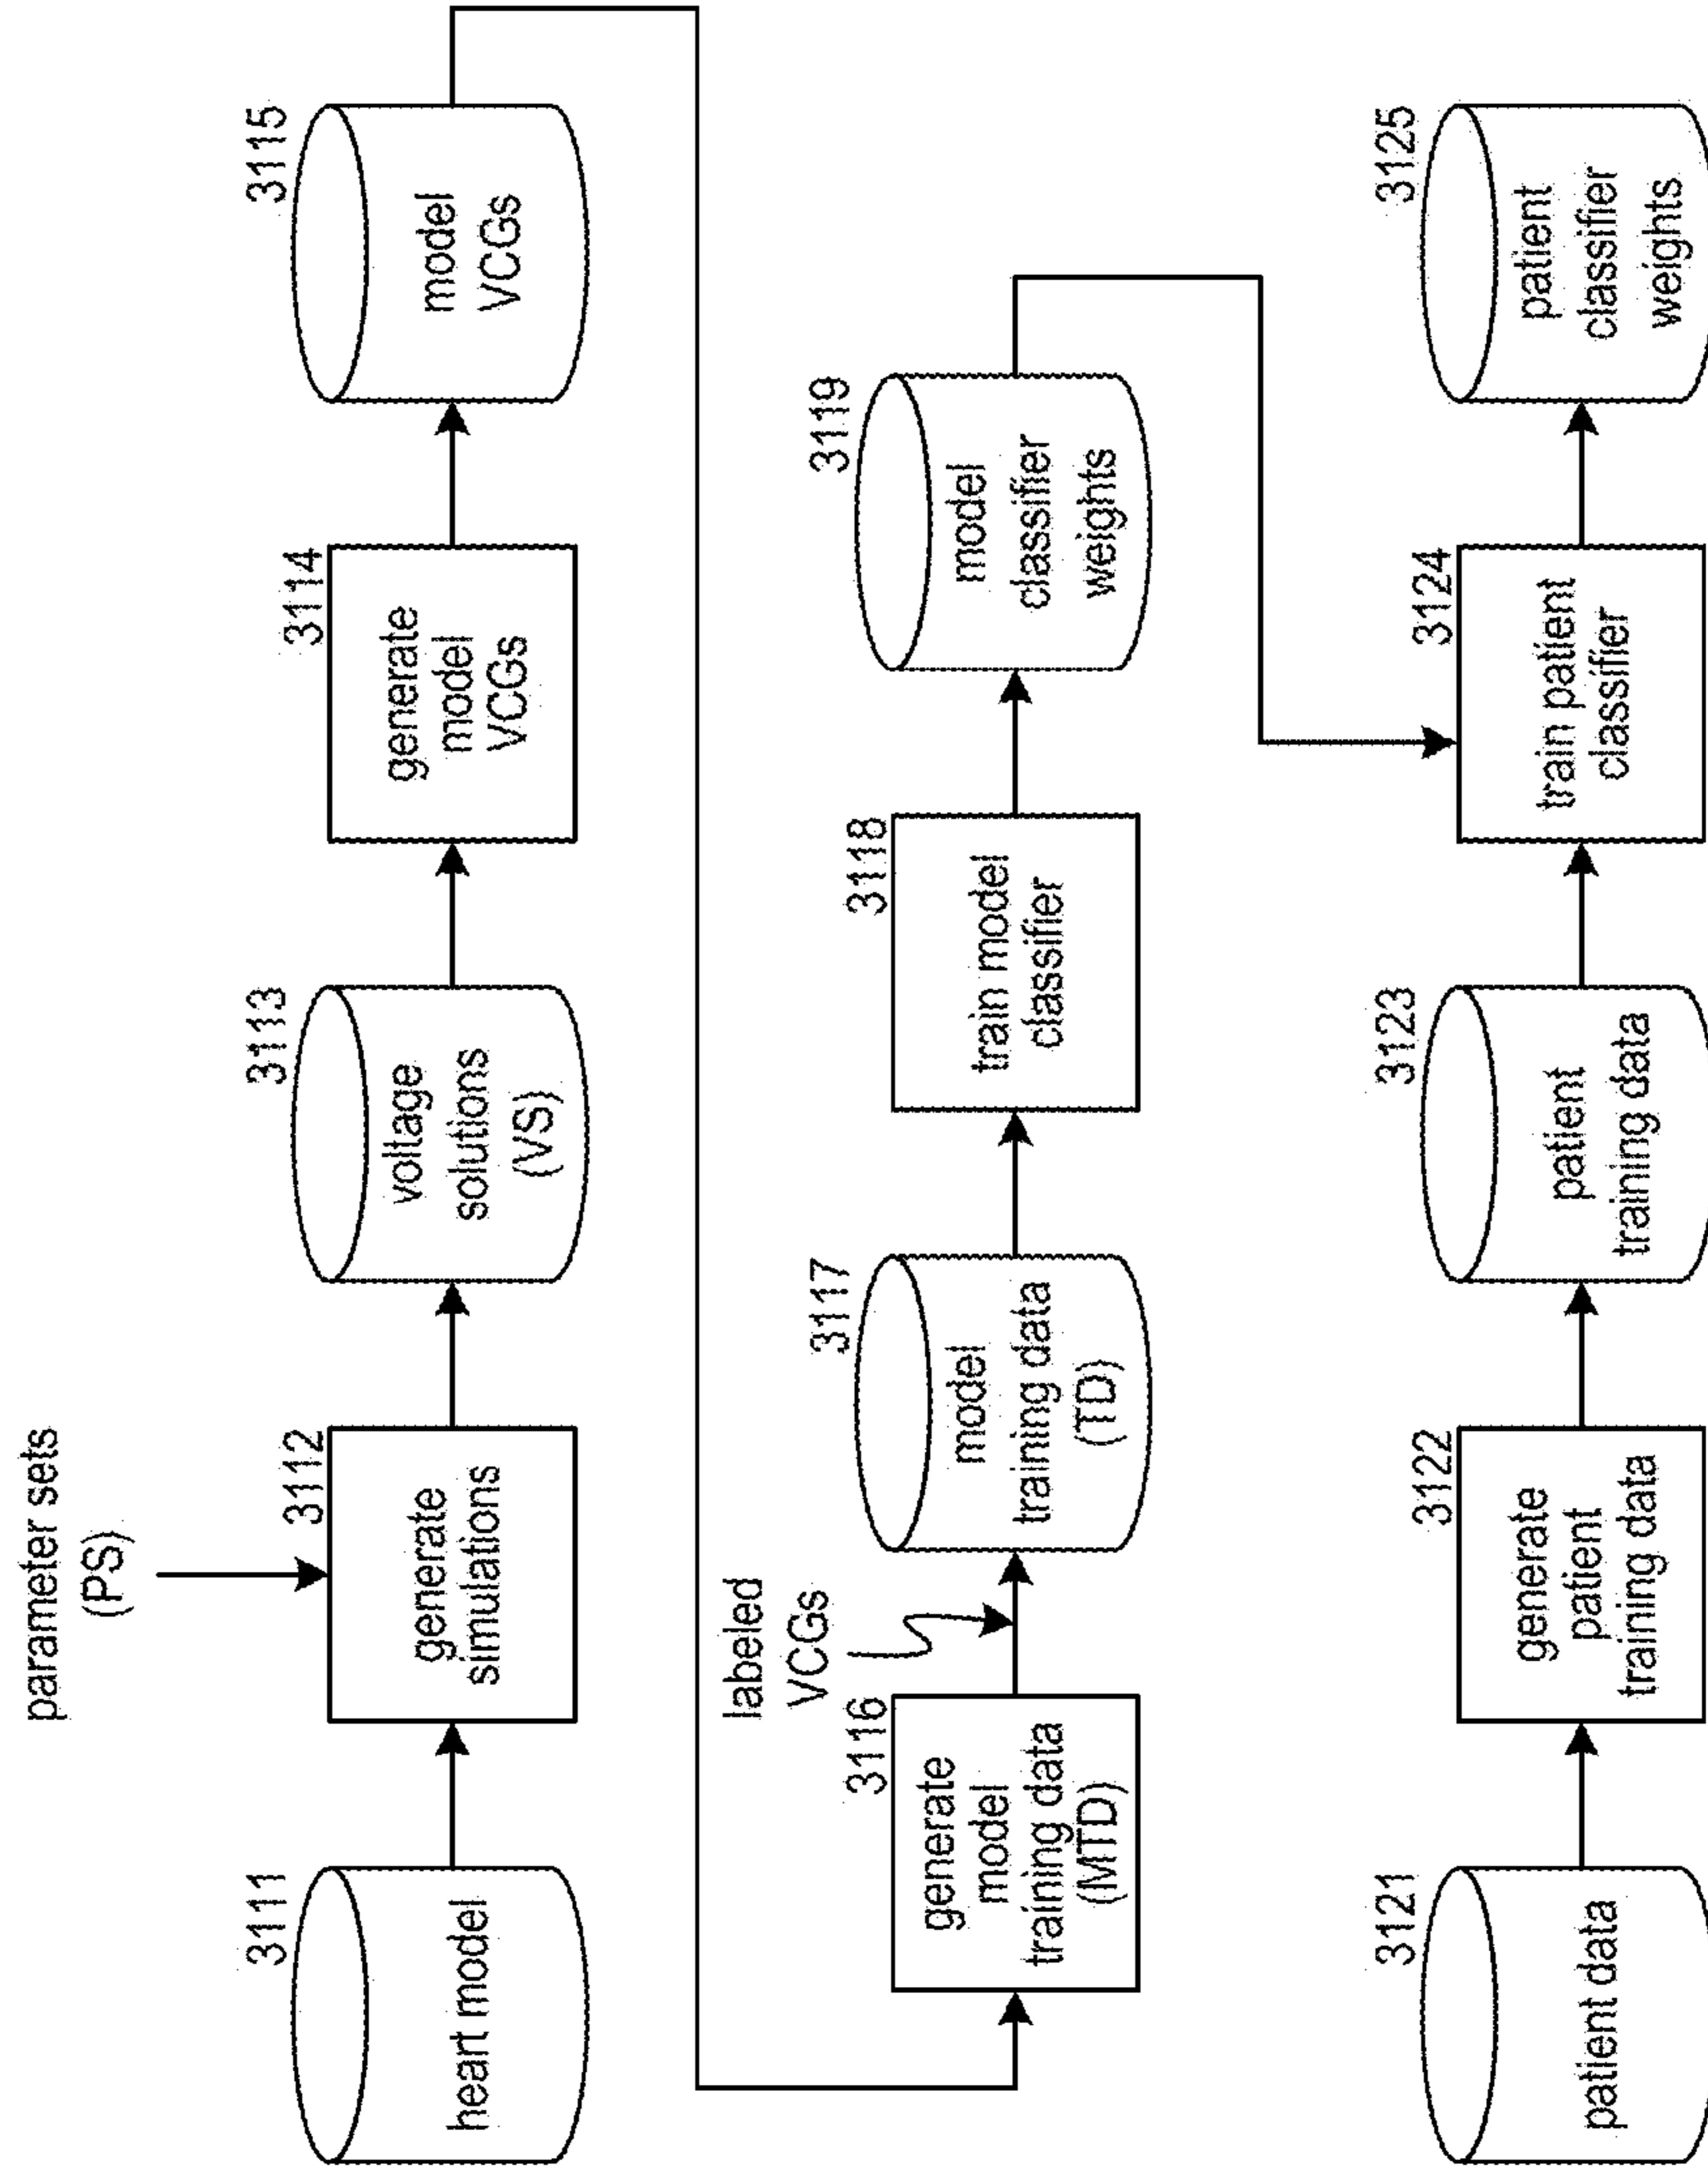 parameter sets
(PS)
3111
heart model
3112
generate
simulations
3113
voltage
solutions
(VS)
3114
generate
model
VCGs
3115
model
VCGs
3116
generate
model
training data
(MTD)
labeled
VCGs
3117
model
training data
(TD)
3118
train model
classifier
3119
model
classifier
weights
3121
patient data
3122
generate
patient
training data
3123
patient
training data
3124
train patient
classifier
3125
patient
classifier
weights